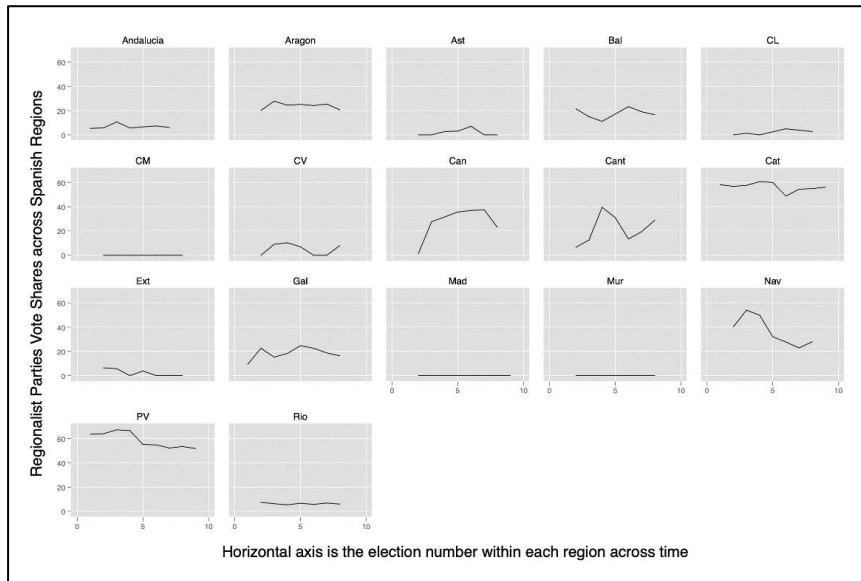 Andalucia Aragon Ast Bal CL
60
40
20
0
CM CV Can Cant Cat
60
40
20
0
Ext Gal Mad Mur Nav
60
40
20
0
0 5 10 0 5 10 0 5 10
PV Rio
60
40
20
0
0 5 10 0 5 10
Regionalist Parties Vote Shares across Spanish Regions
Horizontal axis is the election number within each region across time